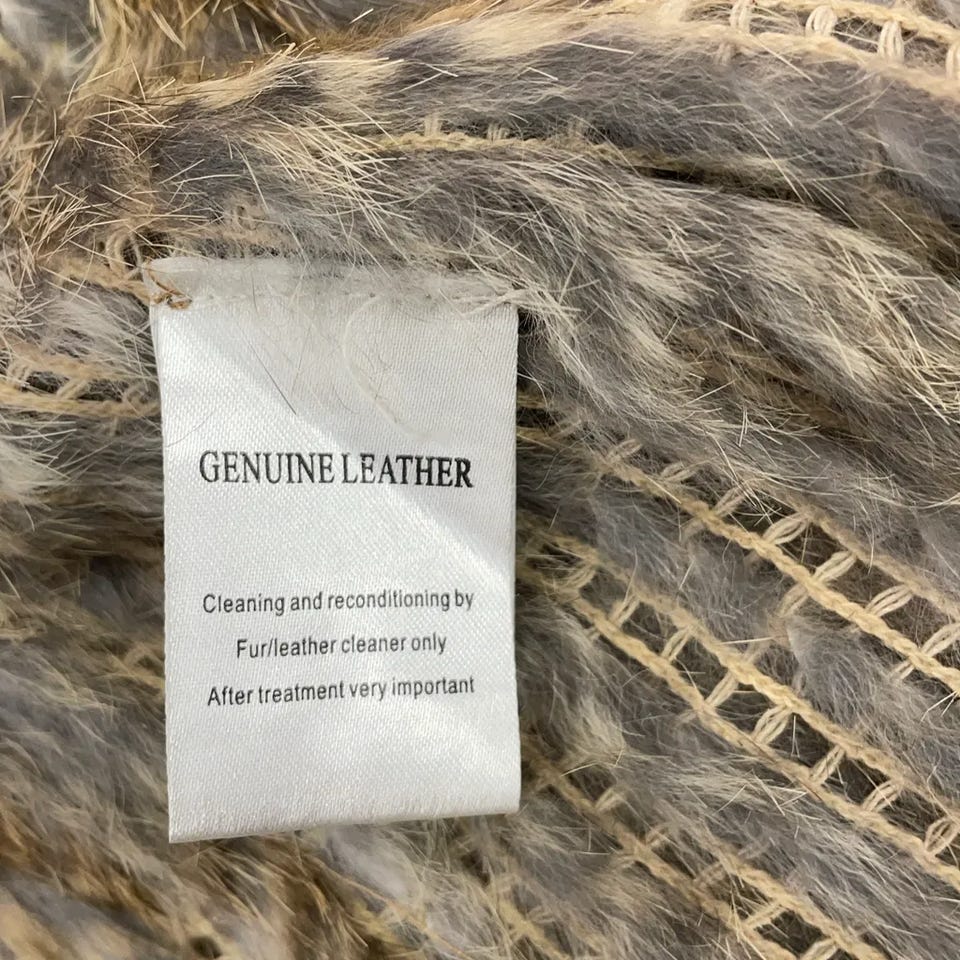 GENUINE LEATHER
Cleaning and reconditioning by
Fur/leather cleaner only
After treatment very important